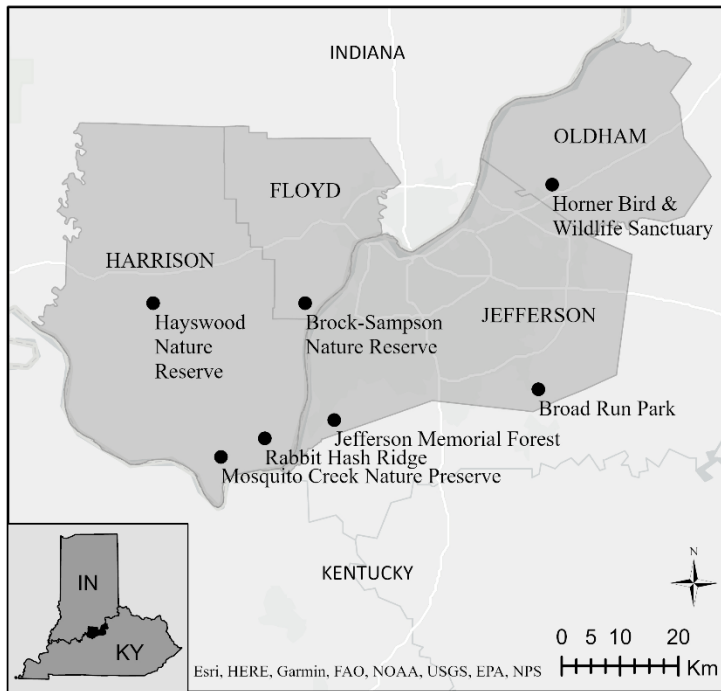 INDIANA
OLDHAM
FLOYD
Horner Bird &
Wildlife Sanctuary
HARRISON
JEFFERSON
Hayswood
Nature
Reserve
Brock-Sampson
Nature Reserve
Broad Run Park
Jefferson Memorial Forest
Rabbit Hash Ridge
Mosquito Creek Nature Preserve
KENTUCKY
N
IN
KY
Esri, HERE, Garmin, FAO, NOAA, USGS, EPA, NPS
0 5 10 20
Km